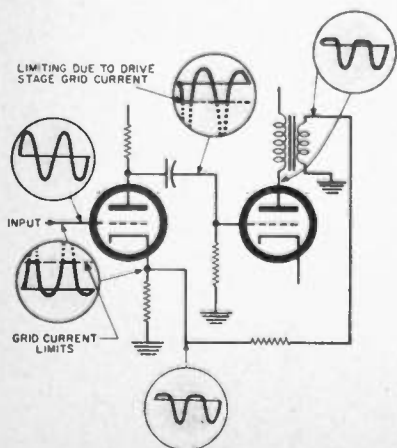 LIMITING DUE TO DRIVE
STAGE GRID CURRENT
INPUT
GRID CURRENT
LIMITS